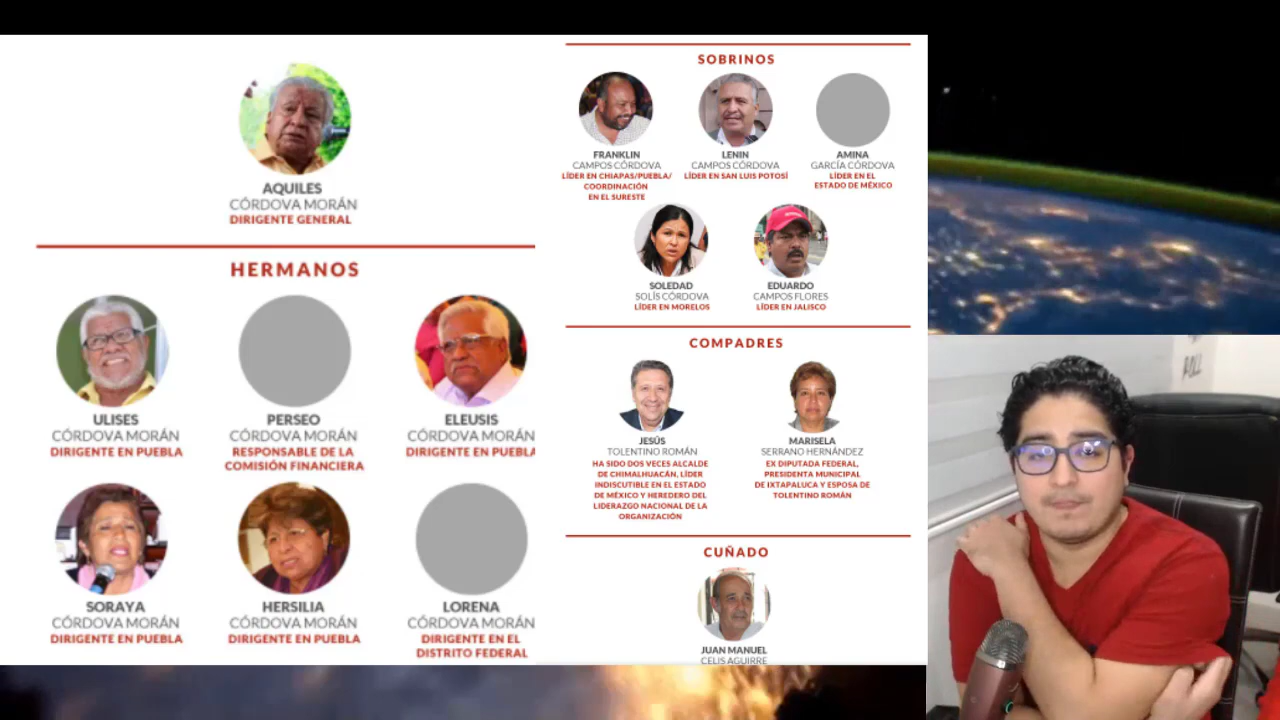 AQUILES
CÓRDOVA MORÁN
DIRIGENTE GENERAL
HERMANOS
ULISES
CÓRDOVA MORÁN
DIRIGENTE EN PUEBLA
PERSEO
CÓRDOVA MORÁN
RESPONSABLE DE LA
COMISIÓN FINANCIERA
ELEUSIS
CÓRDOVA MORÁN
DIRIGENTE EN PUEBLA
SORAYA
CÓRDOVA MORÁN
DIRIGENTE EN PUEBLA
HERSILIA
CÓRDOVA MORÁN
DIRIGENTE EN PUEBLA
LORENA
CÓRDOVA MORÁN
DIRIGENTE EN EL
DISTRITO FEDERAL
SOBRINOS
FRANKLIN
CAMPOS CÓRDOVA
LÍDER EN CHIAPAS/PUEBLA/
COORDINACIÓN
EN EL SURESTE
LENIN
CAMPOS CÓRDOVA
LÍDER EN SAN LUIS POTOSÍ
AMINA
GARCÍA CÓRDOVA
LÍDER EN EL
ESTADO DE MÉXICO
SOLEDAD
SOLÍS CÓRDOVA
LÍDER EN MORELOS
EDUARDO
CAMPOS FLORES
LÍDER EN JALISCO
COMPADRES
JESÚS
TOLENTINO ROMÁN
HA SIDO DOS VECES ALCALDE
DE CHIMALHUACÁN, LÍDER
INDISCUTIBLE EN EL ESTADO
DE MÉXICO Y HEREDERO DEL
LIDERAZGO NACIONAL DE LA
ORGANIZACIÓN
MARISELA
SERRANO HERNÁNDEZ
EX DIPUTADA FEDERAL,
PRESIDENTA MUNICIPAL
DE IXTAPALUCA Y ESPOSA DE
TOLENTINO ROMÁN
CUÑADO
JUAN MANUEL
CELIS AGUIRRE
ROLL